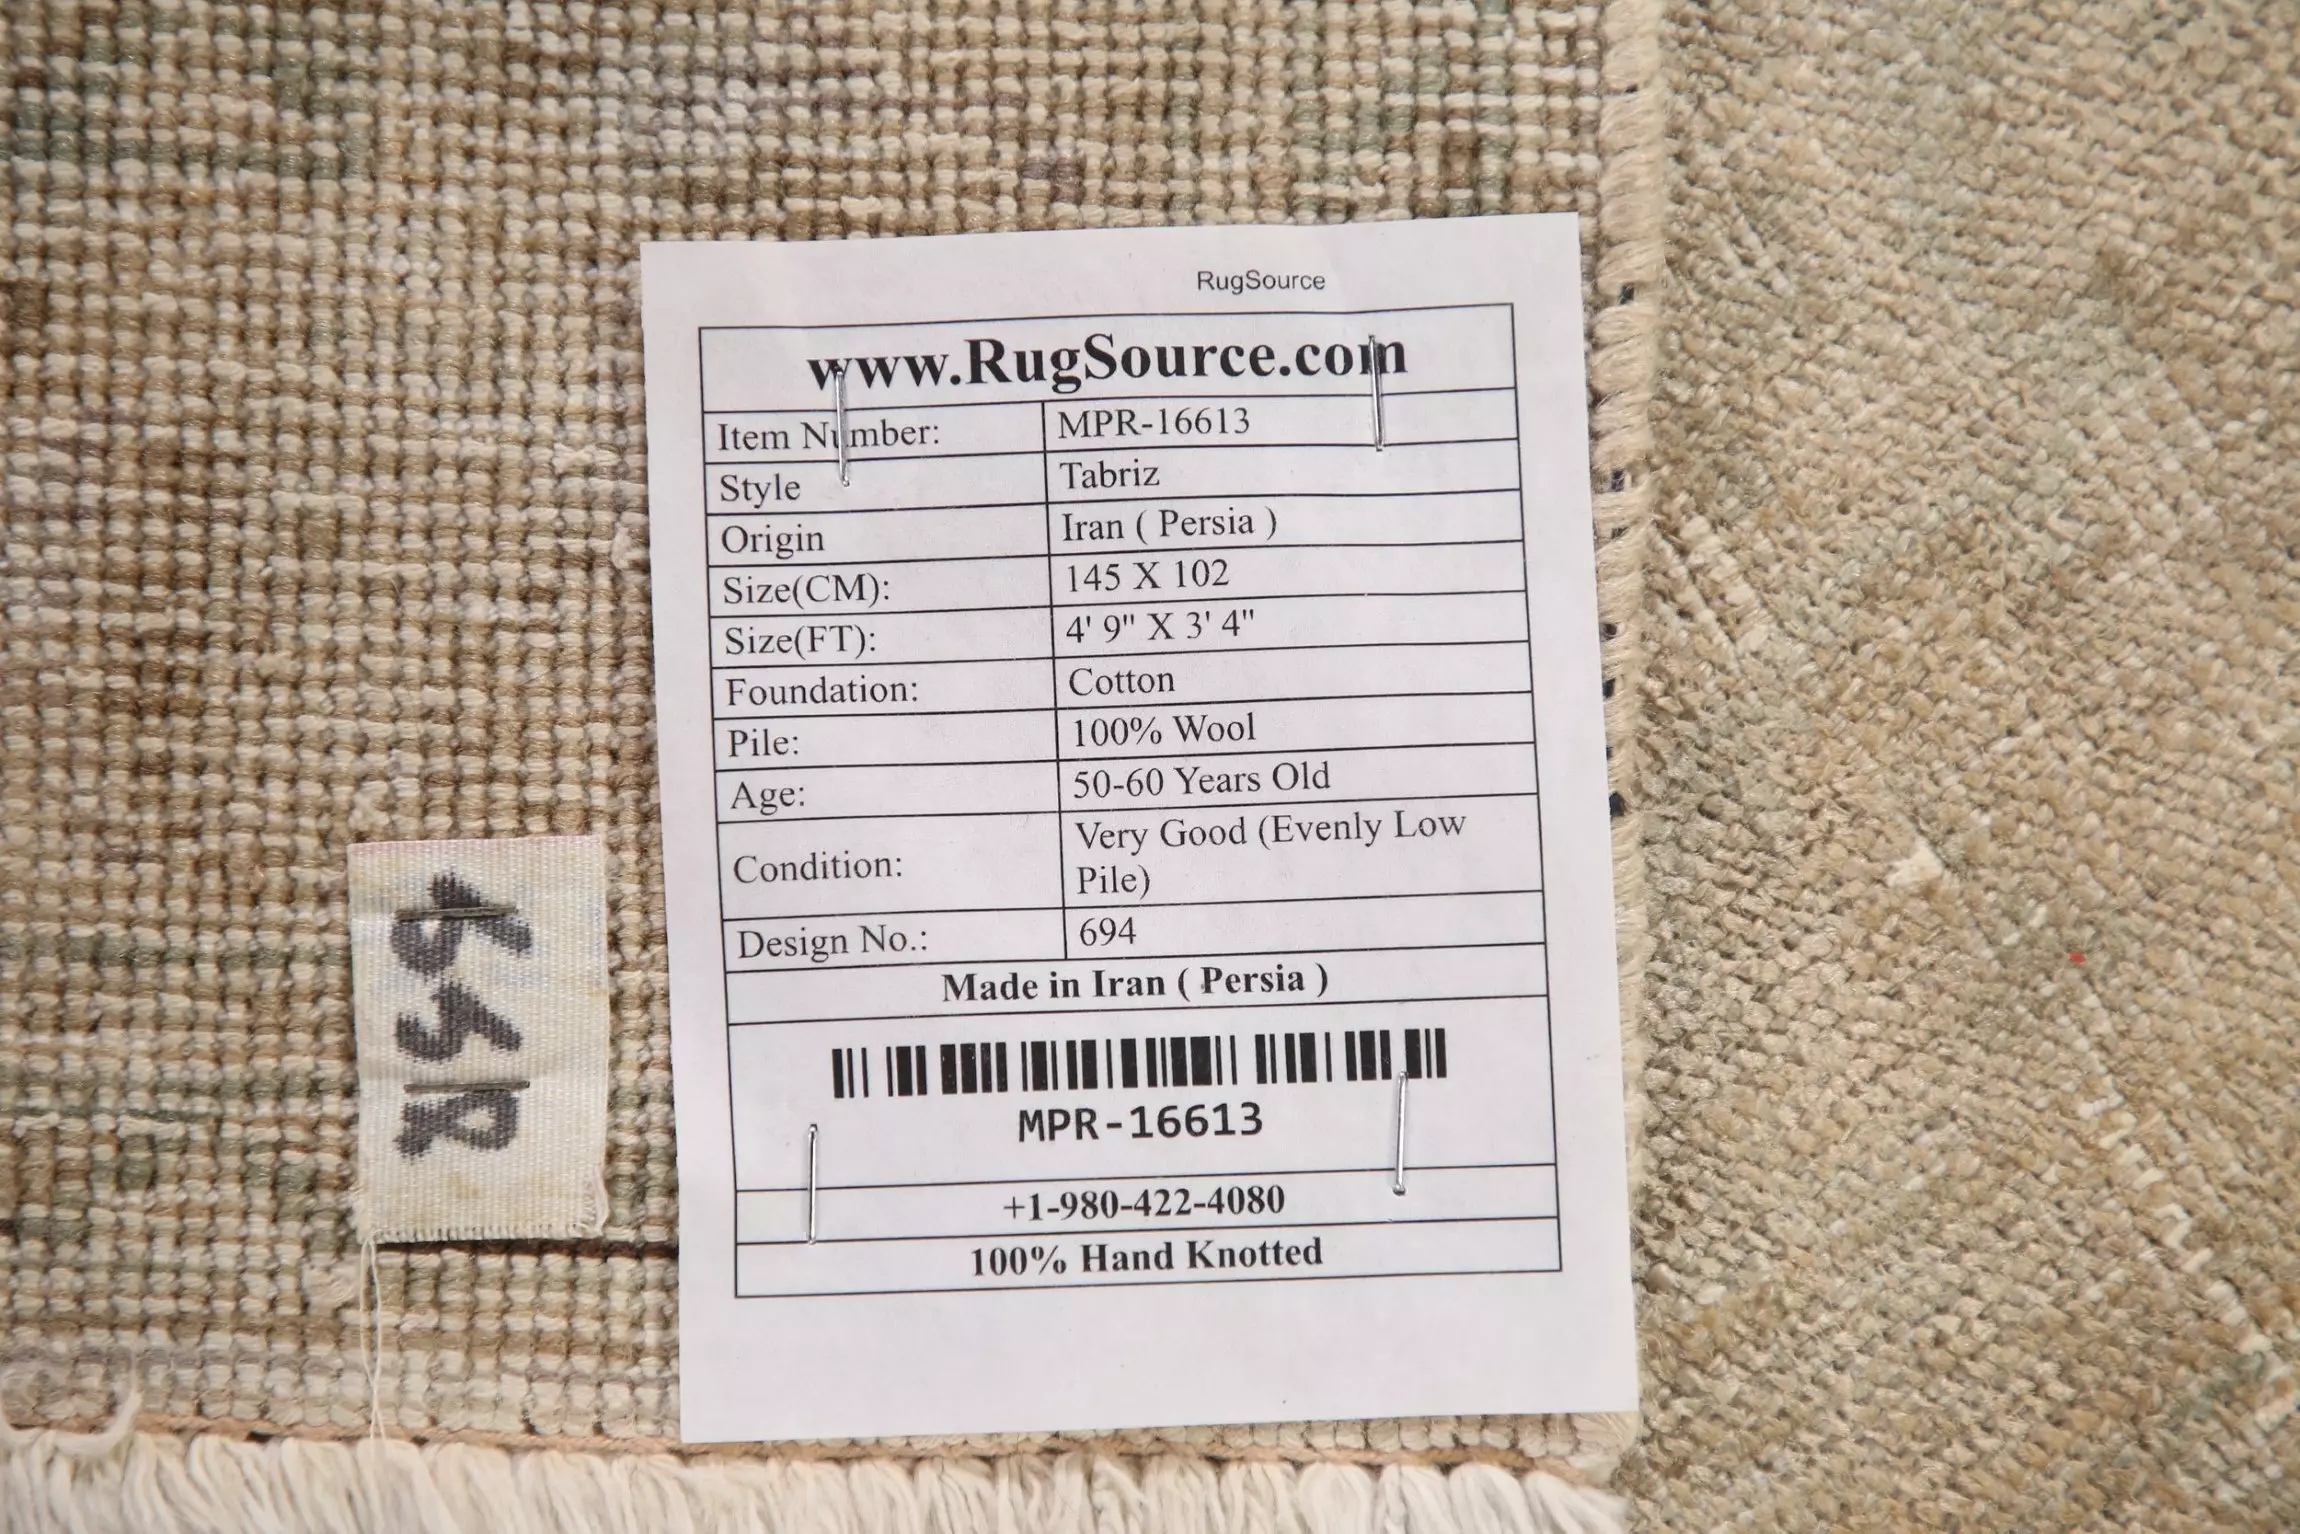 RugSource
www.RugSource.com
Item Number: MPR-16613
Style Tabriz
Origin Iran ( Persia )
Size(CM): 145 X 102
Size(FT): 4' 9" X 3' 4"
Foundation: Cotton
Pile: 100% Wool
Age: 50-60 Years Old
Condition: Very Good (Evenly Low
Pile)
Design No.: 694
Made in Iran ( Persia )
MPR-16613
+1-980-422-4080
100% Hand Knotted